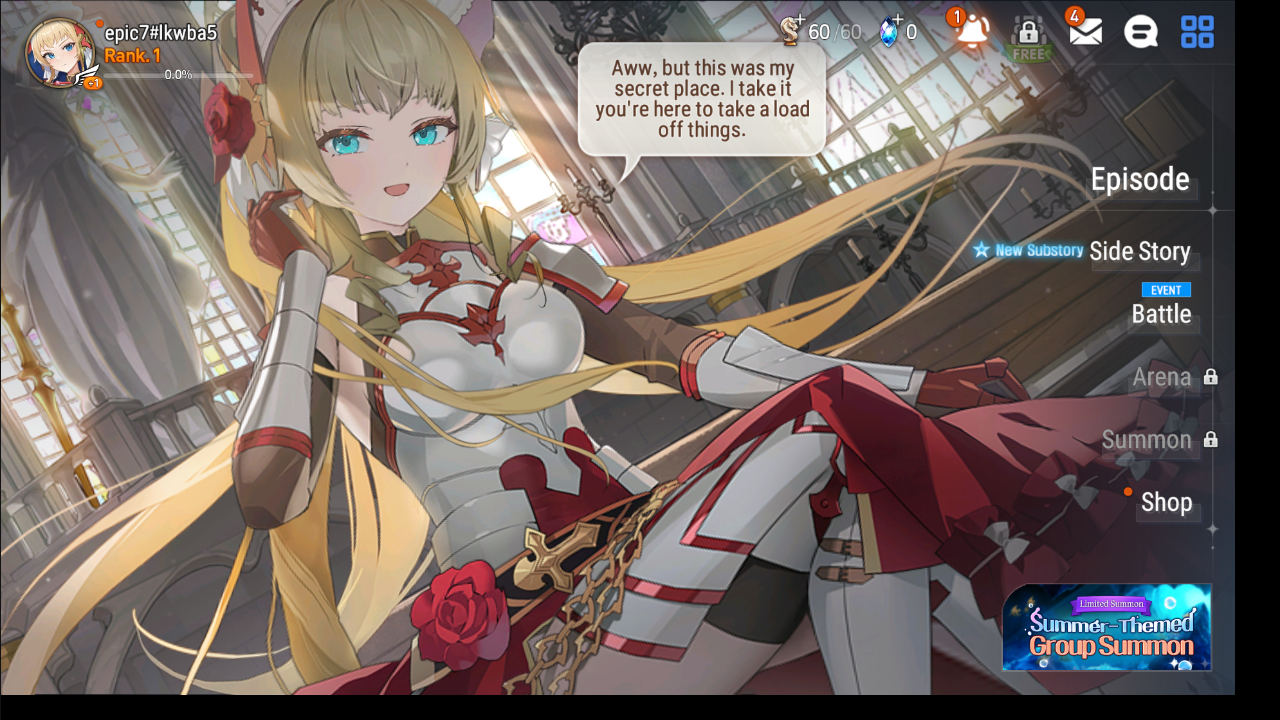 epic7#lkwba5
Rank. 1
0.0%
+1
60 /60
0
1
FREE
4
Aww, but this was my
secret place. I take it
you're here to take a load
off things.
Episode
New Substory Side Story
EVENT
Battle
Arena
Summon
Shop
Limited Summon
Summer-Themed
Group Summon